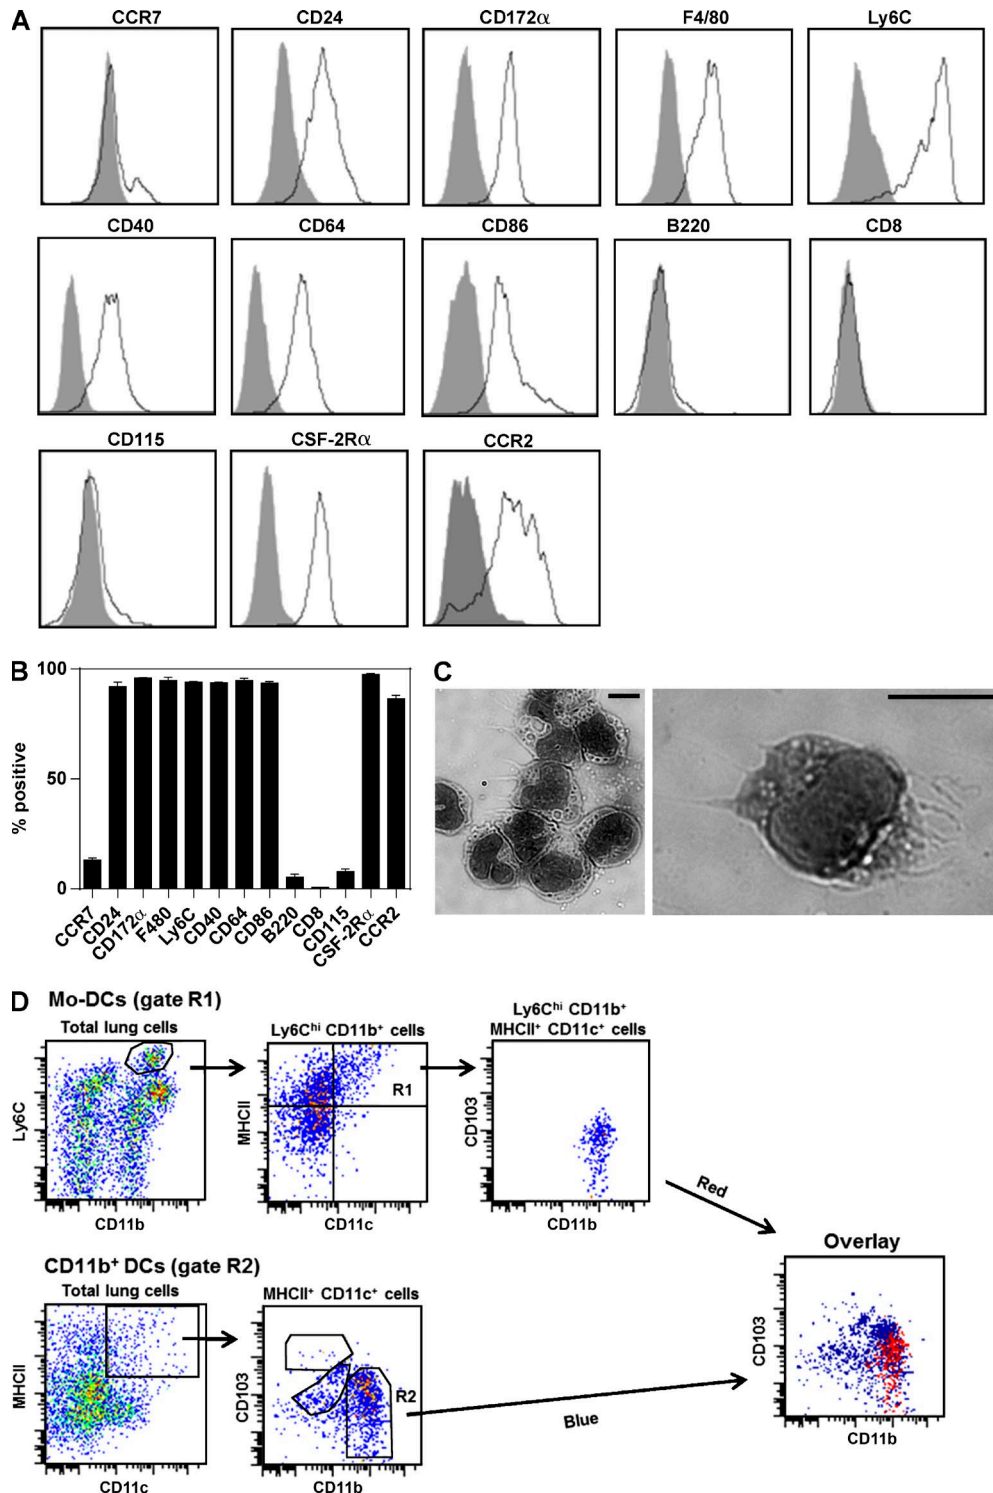 A
CCR7 CD24 CD172α F4/80 Ly6C
CD40 CD64 CD86 B220 CD8
CD115 CSF-2Rα CCR2
B
100
50
0
% positive
CCR7 CD24 CD172α F480 Ly6C CD40 CD64 CD86 B220 CD8 CD115 CSF-2Rα CCR2
C
D
Mo-DCs (gate R1)
Total lung cells
Ly6C
CD11b
Ly6Cʰⁱ CD11b⁺ cells
MHCII
R1
CD11c
Ly6Cʰⁱ CD11b⁺
MHCII⁺ CD11c⁺ cells
CD103
CD11b
Red
CD11b⁺ DCs (gate R2)
Total lung cells
MHCII
CD11c
MHCII⁺ CD11c⁺ cells
CD103
R2
CD11b
Blue
Overlay
CD103
CD11b